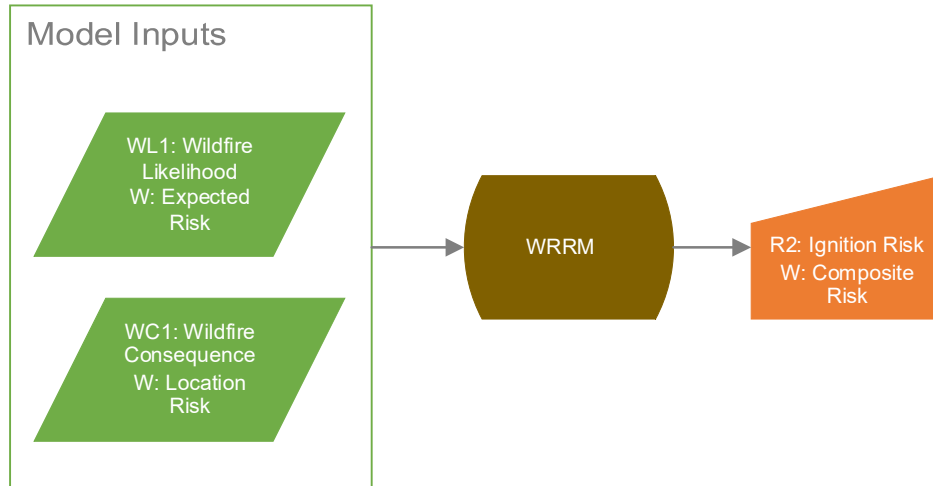 Model Inputs
WL1: Wildfire
Likelihood
W: Expected
Risk
WC1: Wildfire
Consequence
W: Location
Risk
WRRM
R2: Ignition Risk
W: Composite
Risk